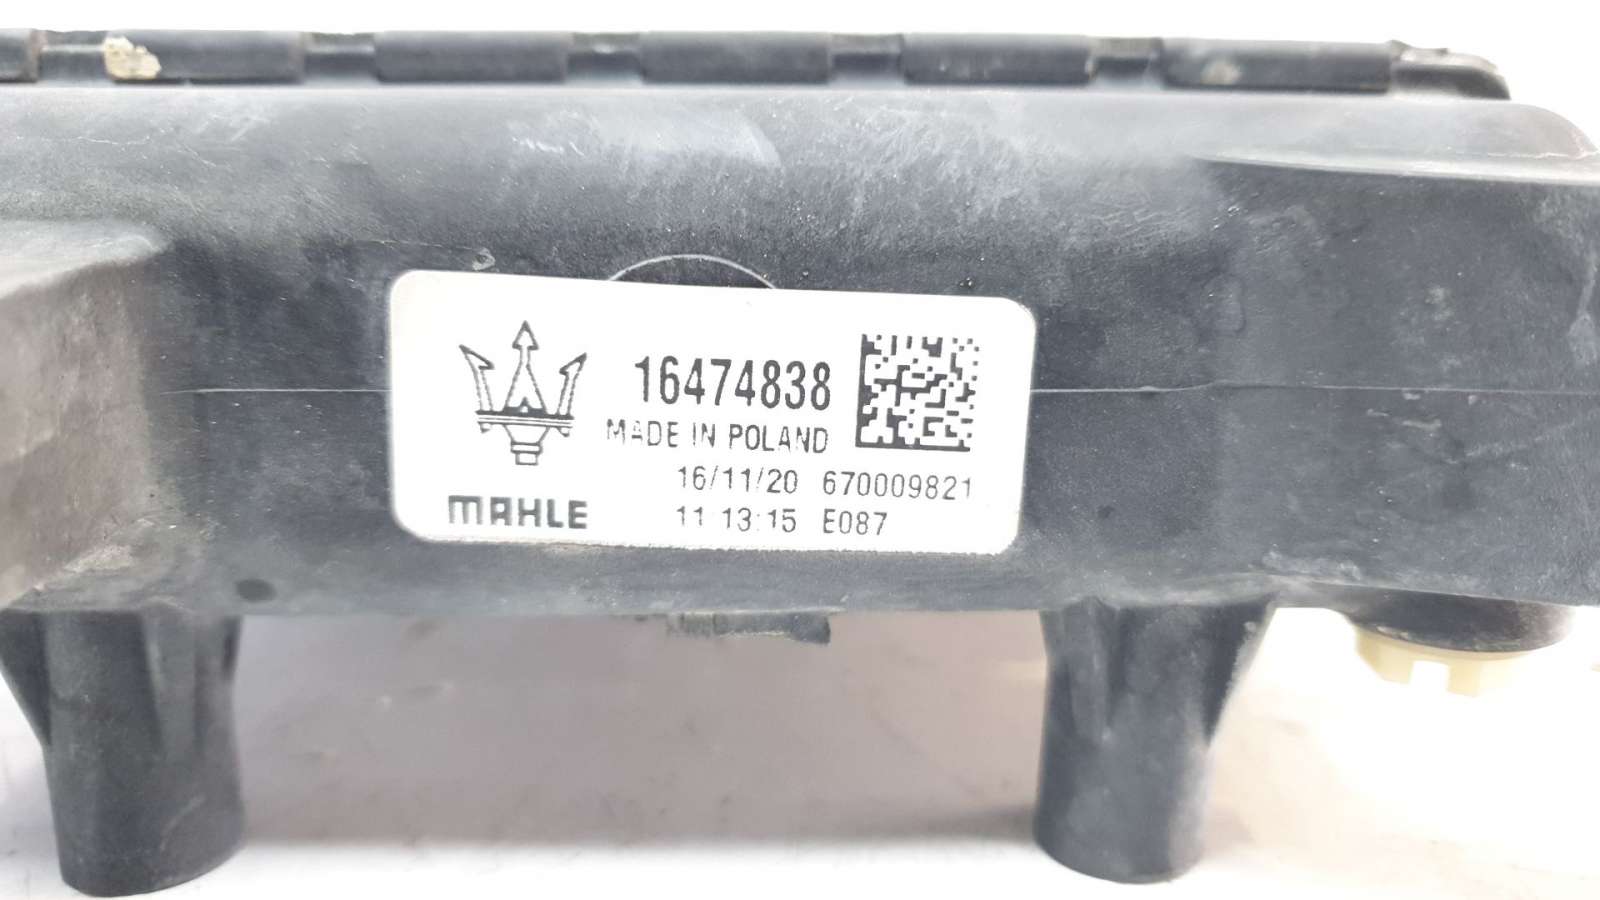 16474838
MADE IN POLAND
16/11/20 670009821
MAHLE 11:13:15 E087